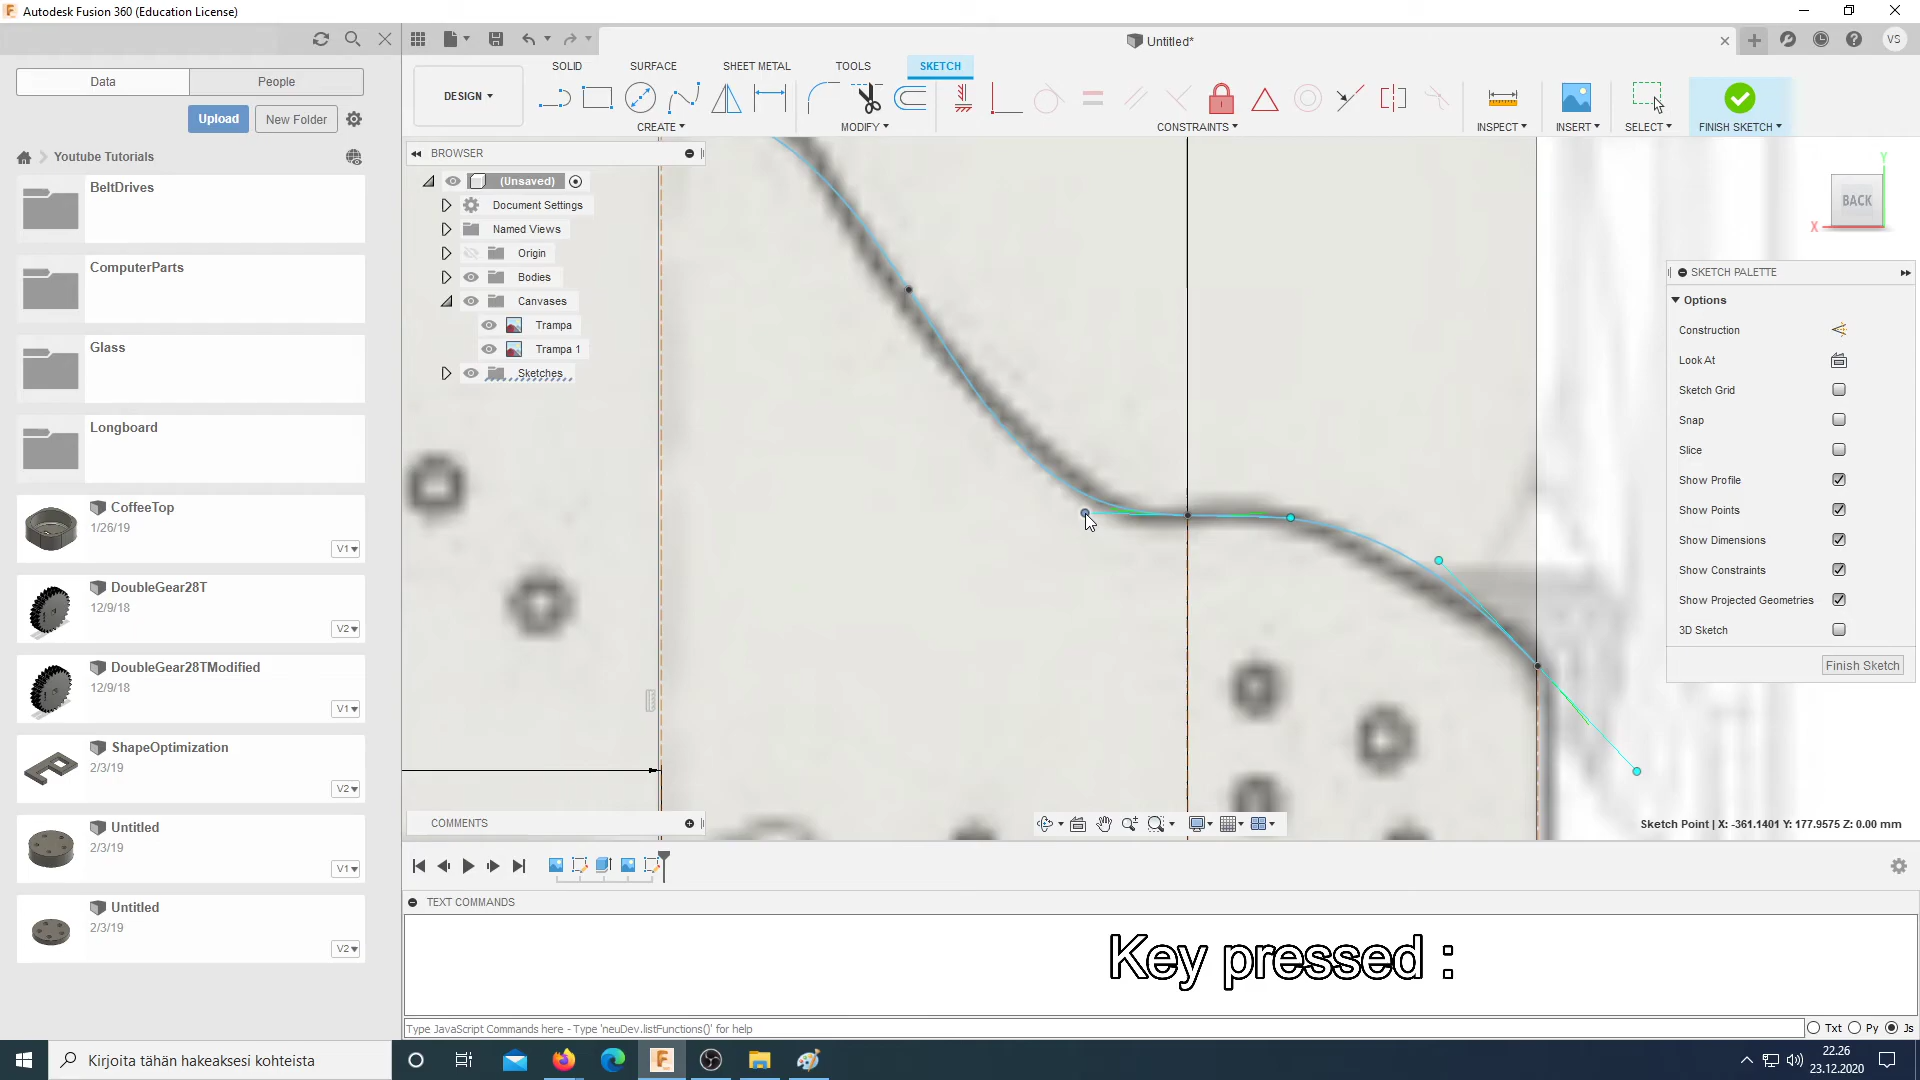 Autodesk Fusion 360 (Education License)
Untitled*
VS
Data
People
Upload
New Folder
Youtube Tutorials
BeltDrives
ComputerParts
Glass
Longboard
CoffeeTop
1/26/19
V1
DoubleGear28T
12/9/18
V2
DoubleGear28TModified
12/9/18
V1
ShapeOptimization
2/3/19
V2
Untitled
2/3/19
V1
Untitled
2/3/19
V2
DESIGN
SOLID
SURFACE
SHEET METAL
TOOLS
SKETCH
CREATE
MODIFY
CONSTRAINTS
INSPECT
INSERT
SELECT
FINISH SKETCH
BROWSER
(Unsaved)
Document Settings
Named Views
Origin
Bodies
Canvases
Trampa
Trampa 1
Sketches
Y
BACK
X
SKETCH PALETTE
Options
Construction
Look At
Sketch Grid
Snap
Slice
Show Profile
Show Points
Show Dimensions
Show Constraints
Show Projected Geometries
3D Sketch
Finish Sketch
COMMENTS
Sketch Point | X: -361.1401 Y: 177.9575 Z: 0.00 mm
TEXT COMMANDS
Key pressed :
Type JavaScript Commands here - Type 'neuDev.listFunctions()' for help
Txt
Py
Js
Kirjoita tähän hakeaksesi kohteista
22.26
23.12.2020